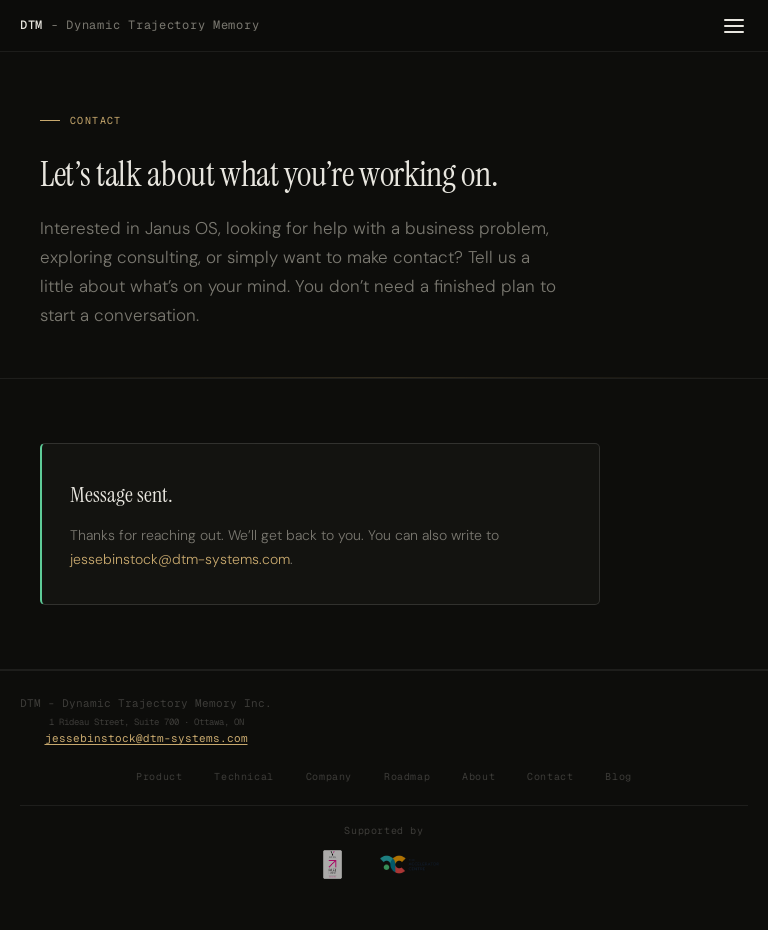 DTM – Dynamic Trajectory Memory
CONTACT
Let’s talk about what you’re working on.
Interested in Janus OS, looking for help with a business problem,
exploring consulting, or simply want to make contact? Tell us a
little about what’s on your mind. You don’t need a finished plan to
start a conversation.
Message sent.
Thanks for reaching out. We’ll get back to you. You can also write to
jessebinstock@dtm-systems.com.
DTM – Dynamic Trajectory Memory Inc.
1 Rideau Street, Suite 700 · Ottawa, ON
jessebinstock@dtm-systems.com
Product Technical Company Roadmap About Contact Blog
Supported by